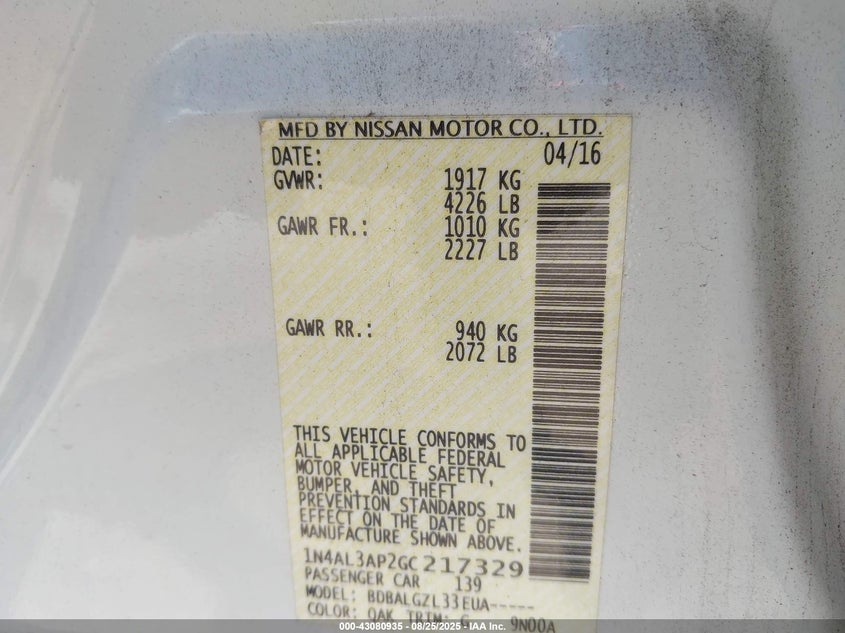 MFD BY NISSAN MOTOR CO., LTD.
DATE: 04/16
GVWR: 1917 KG
4226 LB
GAWR FR.: 1010 KG
2227 LB
GAWR RR.: 940 KG
2072 LB
THIS VEHICLE CONFORMS TO
ALL APPLICABLE FEDERAL
MOTOR VEHICLE SAFETY,
BUMPER, AND THEFT
PREVENTION STANDARDS IN
EFFECT ON THE DATE OF
MANUFACTURE SHOWN ABOVE.
1N4AL3AP2GC217329
PASSENGER CAR 139
MODEL: BDBALGZL33EUA-----
COLOR: QAK TRIM: G 9N00A
000-43080935 - 08/25/2025 - IAA Inc.